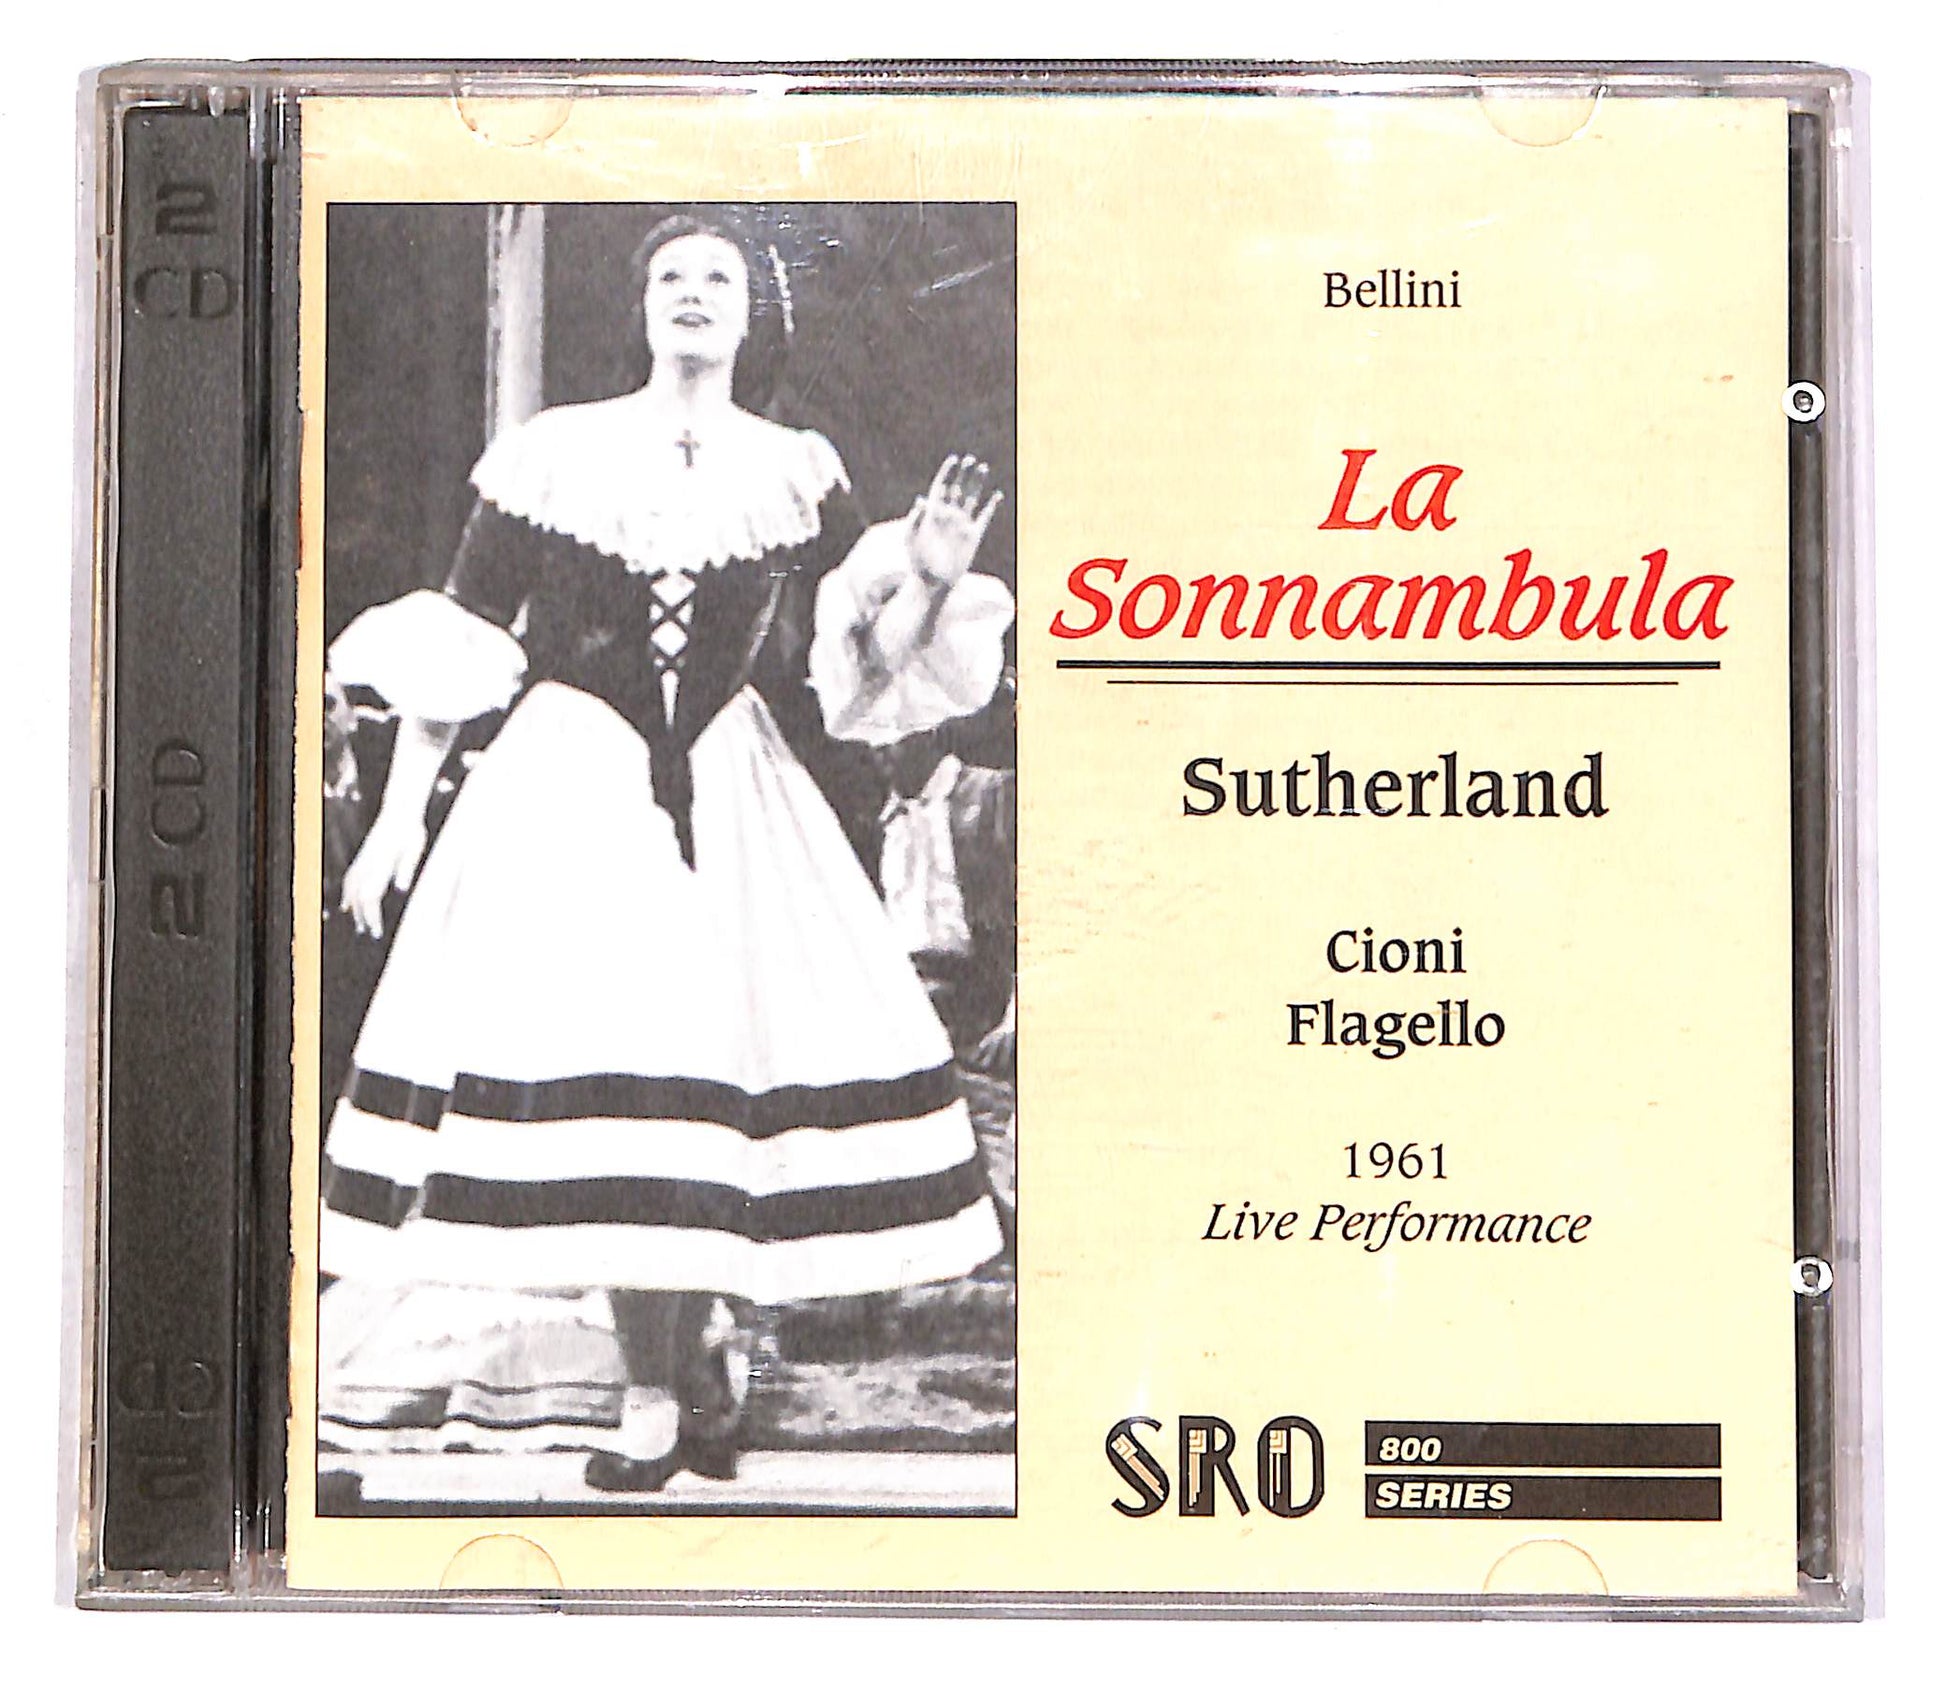 2
CD
2 CD
Bellini
La
Sonnambula
Sutherland
Cioni
Flagello
1961
Live Performance
SRO
800
SERIES